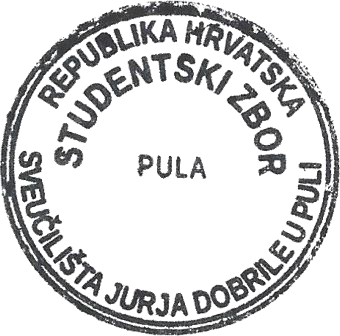 REPUBLIKA HRVATSKA
STUDENTSKI ZBOR
PULA
SVEUČILIŠTA JURJA DOBRILE U PULI